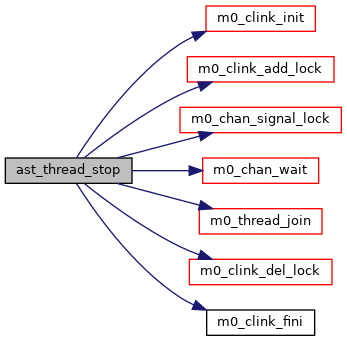 m0_clink_init
m0_clink_add_lock
m0_chan_signal_lock
ast_thread_stop
m0_chan_wait
m0_thread_join
m0_clink_del_lock
m0_clink_fini